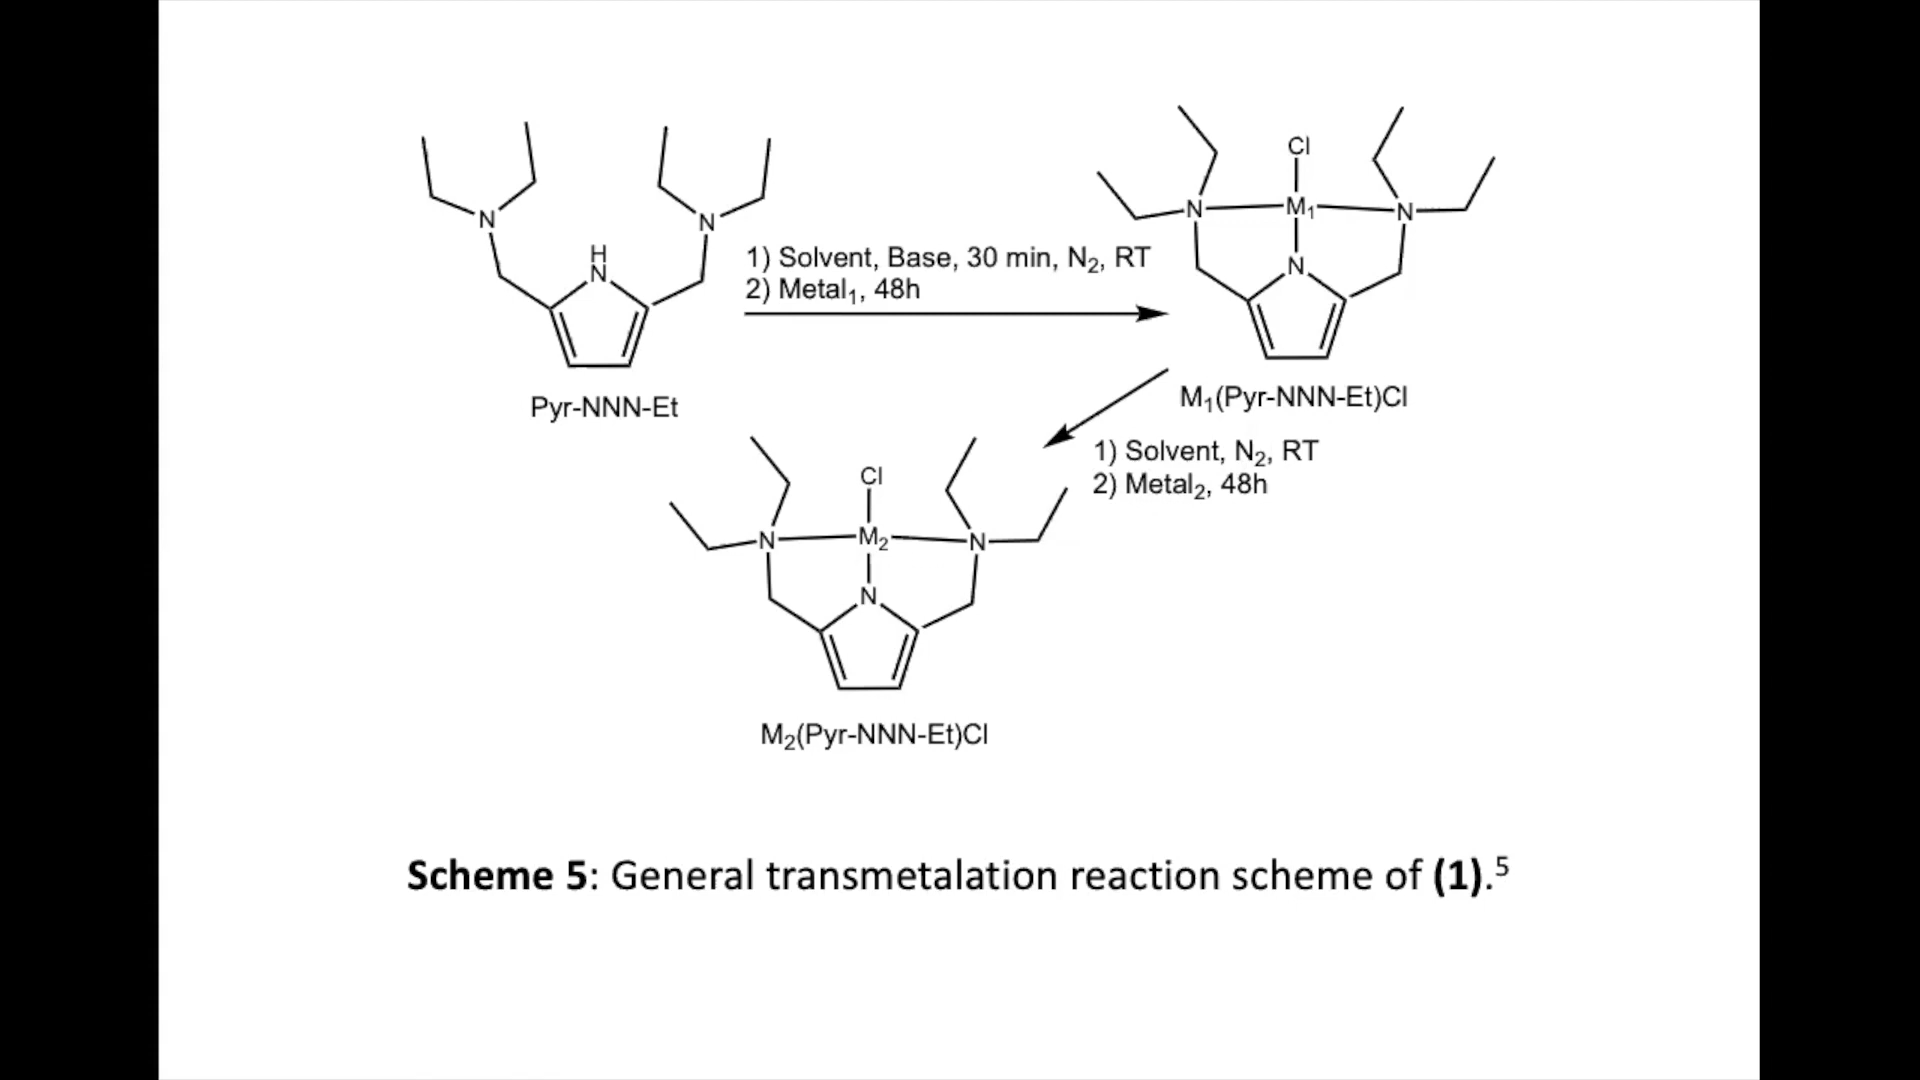 N
N
H
N
Pyr-NNN-Et
1) Solvent, Base, 30 min, N₂, RT
2) Metal₁, 48h
Cl
N
M₁
N
N
M₁(Pyr-NNN-Et)Cl
1) Solvent, N₂, RT
2) Metal₂, 48h
Cl
N
M₂
N
N
M₂(Pyr-NNN-Et)Cl
Scheme 5: General transmetalation reaction scheme of (1).⁵